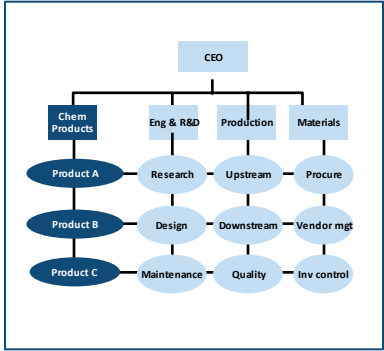 CEO
Chem
Products
Eng & R&D
Production
Materials
Product A
Research
Upstream
Procure
Product B
Design
Downstream
Vendor mgt
Product C
Maintenance
Quality
Inv control